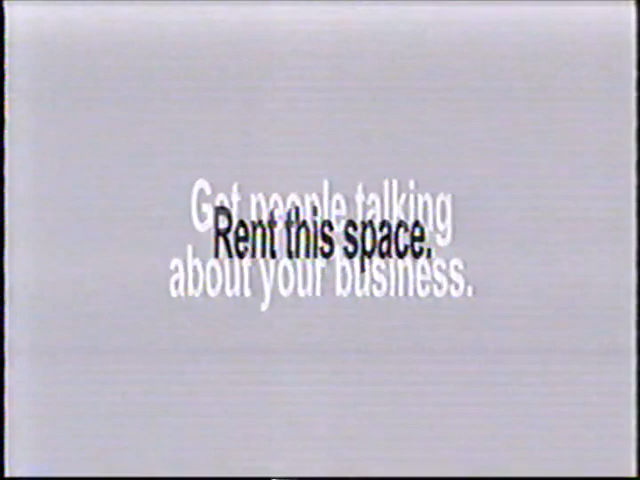 Get people talking
Rent this space.
about your business.